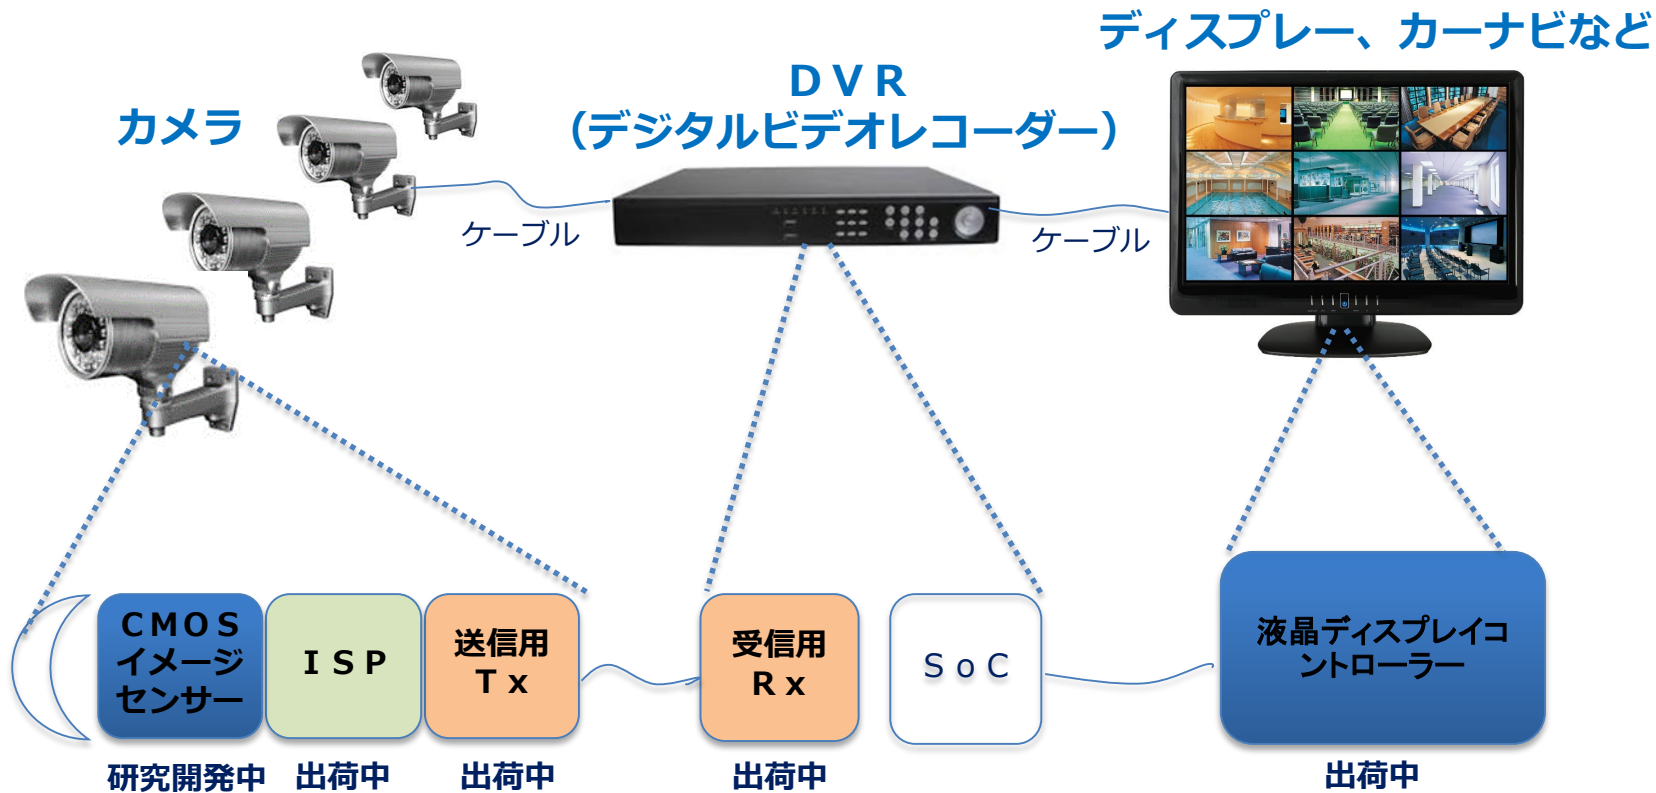 ディスプレー、カーナビなど
カメラ
ＤＶＲ
（デジタルビデオレコーダー）
ケーブル
ケーブル
ＣＭＯＳ
イメージ
センサー
ＩＳＰ
送信用
Ｔｘ
受信用
Ｒｘ
ＳｏＣ
液晶ディスプレイコ
ントローラー
研究開発中
出荷中
出荷中
出荷中
出荷中